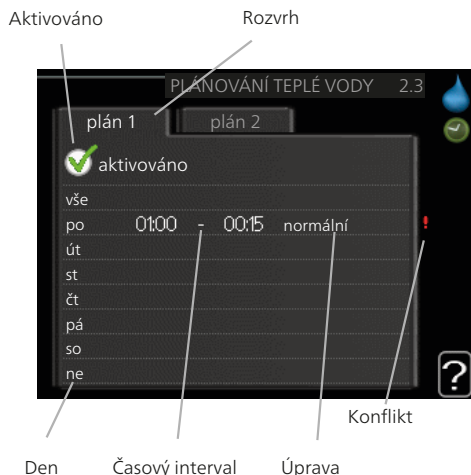 Aktivováno Rozvrh
PLÁNOVÁNÍ TEPLÉ VODY 2.3
plán 1 plán 2
aktivováno
vše
po 01:00 - 00:15 normální !
út
st
čt
pá
so
ne
?
Konflikt
Den Časový interval Úprava